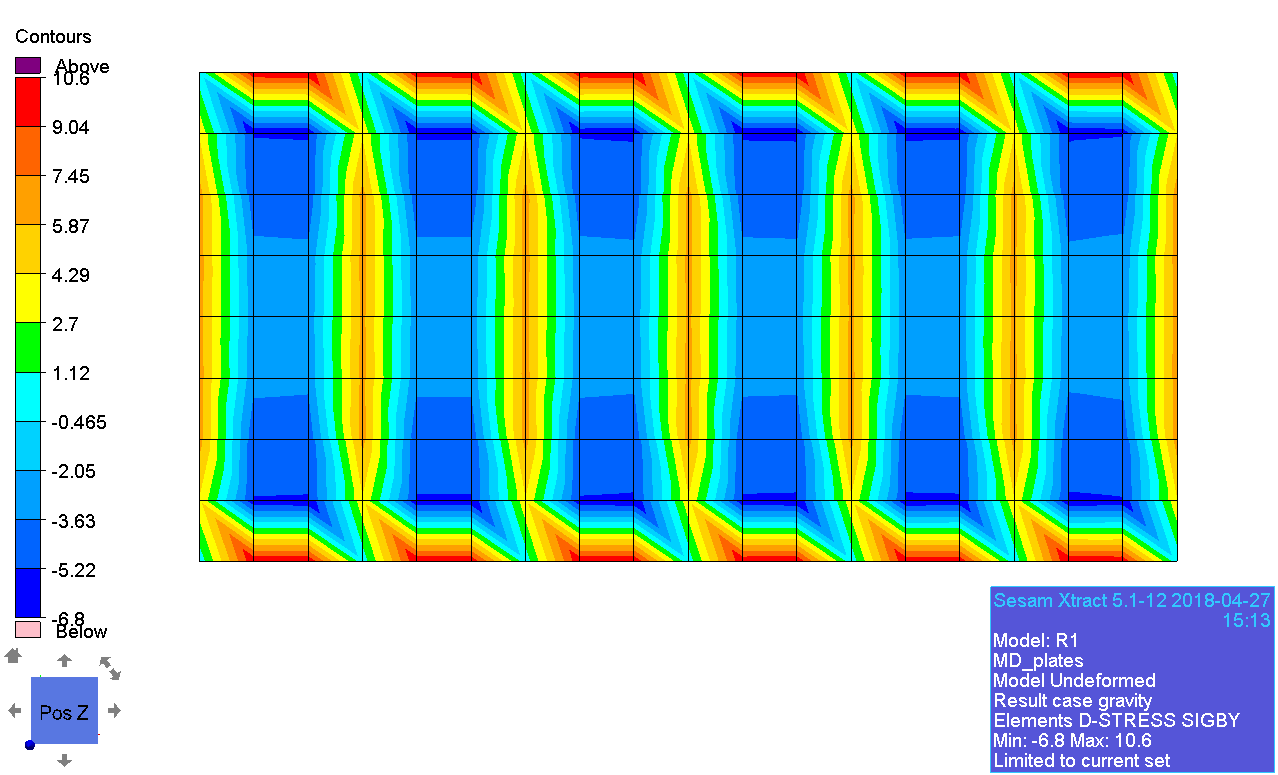 Contours
Above
10.6
9.04
7.45
5.87
4.29
2.7
1.12
-0.465
-2.05
-3.63
-5.22
-6.8
Below
Pos Z
Sesam Xtract 5.1-12 2018-04-27
15:13
Model: R1
MD_plates
Model Undeformed
Result case gravity
Elements D-STRESS SIGBY
Min: -6.8 Max: 10.6
Limited to current set